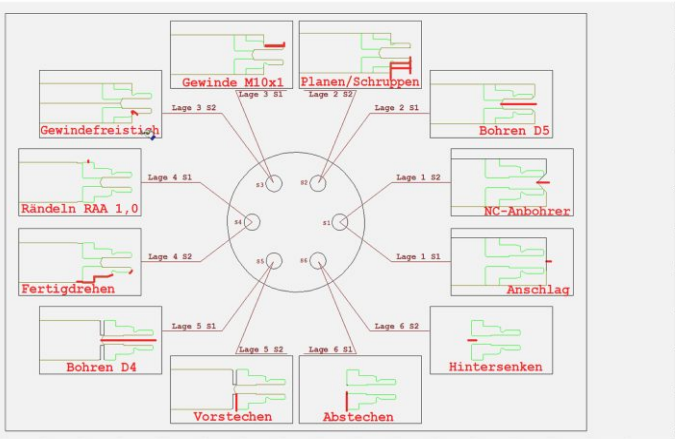 Gewinde M10x1
Planen/Schruppen
Lage 3 S1
Lage 2 S2
Lage 3 S2
Lage 2 S1
Gewindefreistich
Bohren D5
Lage 4 S1
Lage 1 S2
S3
S2
Rändeln RAA 1,0
NC-Anbohrer
S4
S1
Lage 4 S2
Lage 1 S1
S5
S6
Fertigdrehen
Anschlag
Lage 5 S1
Lage 6 S2
Lage 5 S2
Lage 6 S1
Bohren D4
Hintersenken
Vorstechen
Abstechen